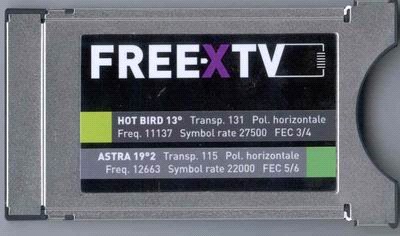 FREE-XTV
HOT BIRD 13° Transp. 131 Pol. horizontale
Freq. 11137 Symbol rate 27500 FEC 3/4
ASTRA 19°2 Transp. 115 Pol. horizontale
Freq. 12663 Symbol rate 22000 FEC 5/6